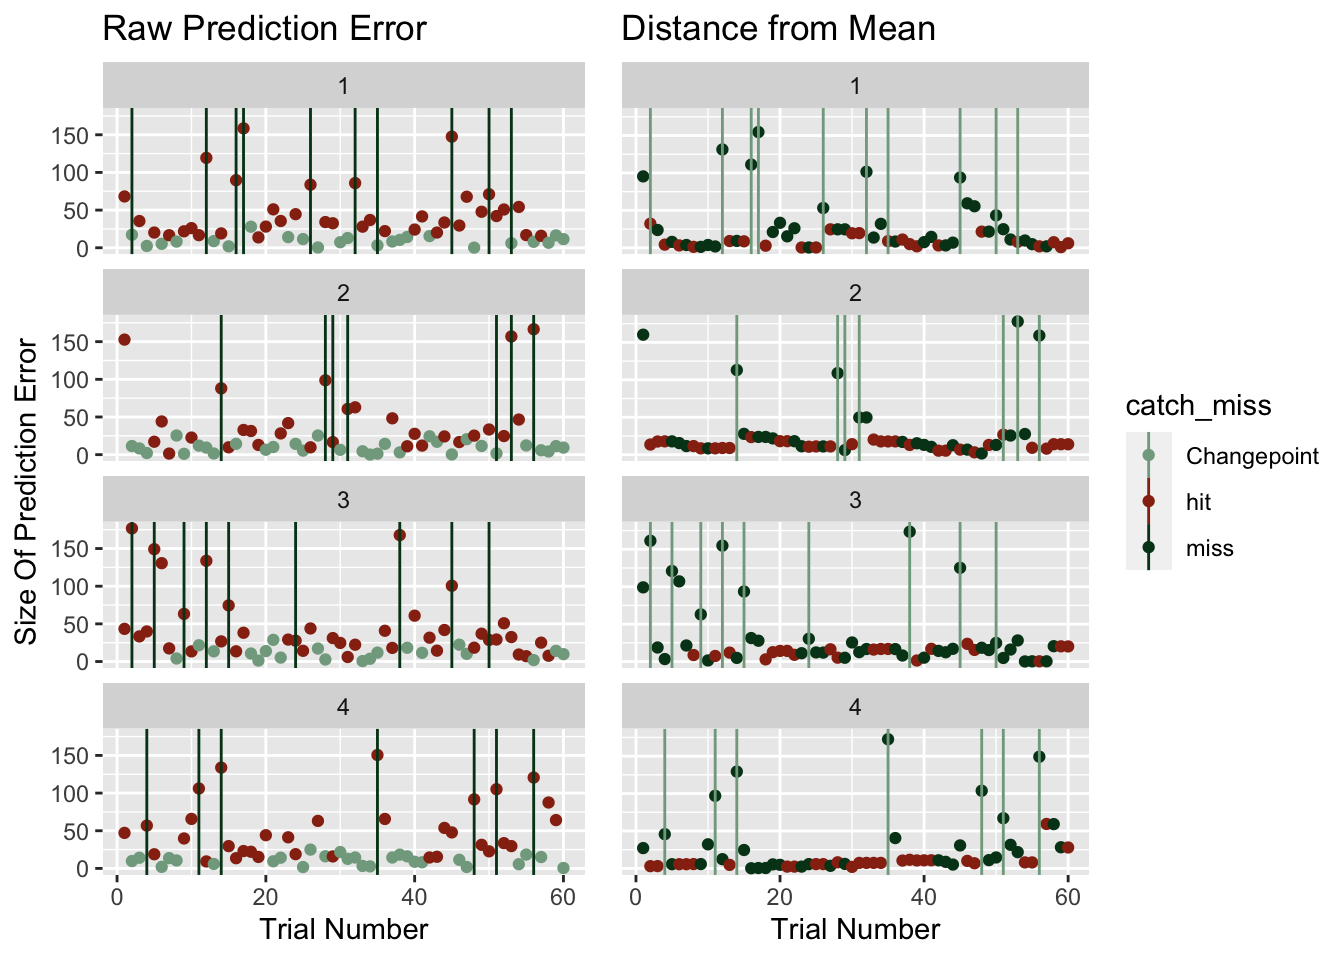 Raw Prediction Error
Distance from Mean
1
1
150
100
50
0
2
2
150
100
50
0
3
3
150
100
50
0
4
4
150
100
50
0
0 20 40 60
0 20 40 60
Trial Number
Trial Number
Size Of Prediction Error
catch_miss
Changepoint
hit
miss